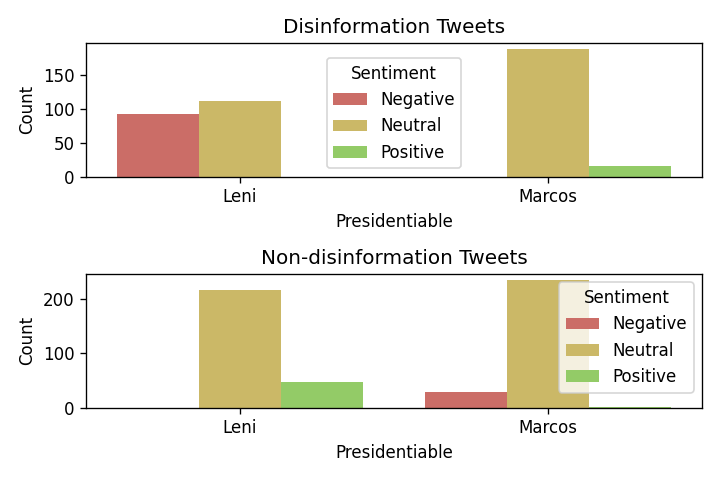 Disinformation Tweets
Count
150
100
50
0
Sentiment
Negative
Neutral
Positive
Leni
Marcos
Presidentiable
Non-disinformation Tweets
Count
200
100
0
Sentiment
Negative
Neutral
Positive
Leni
Marcos
Presidentiable